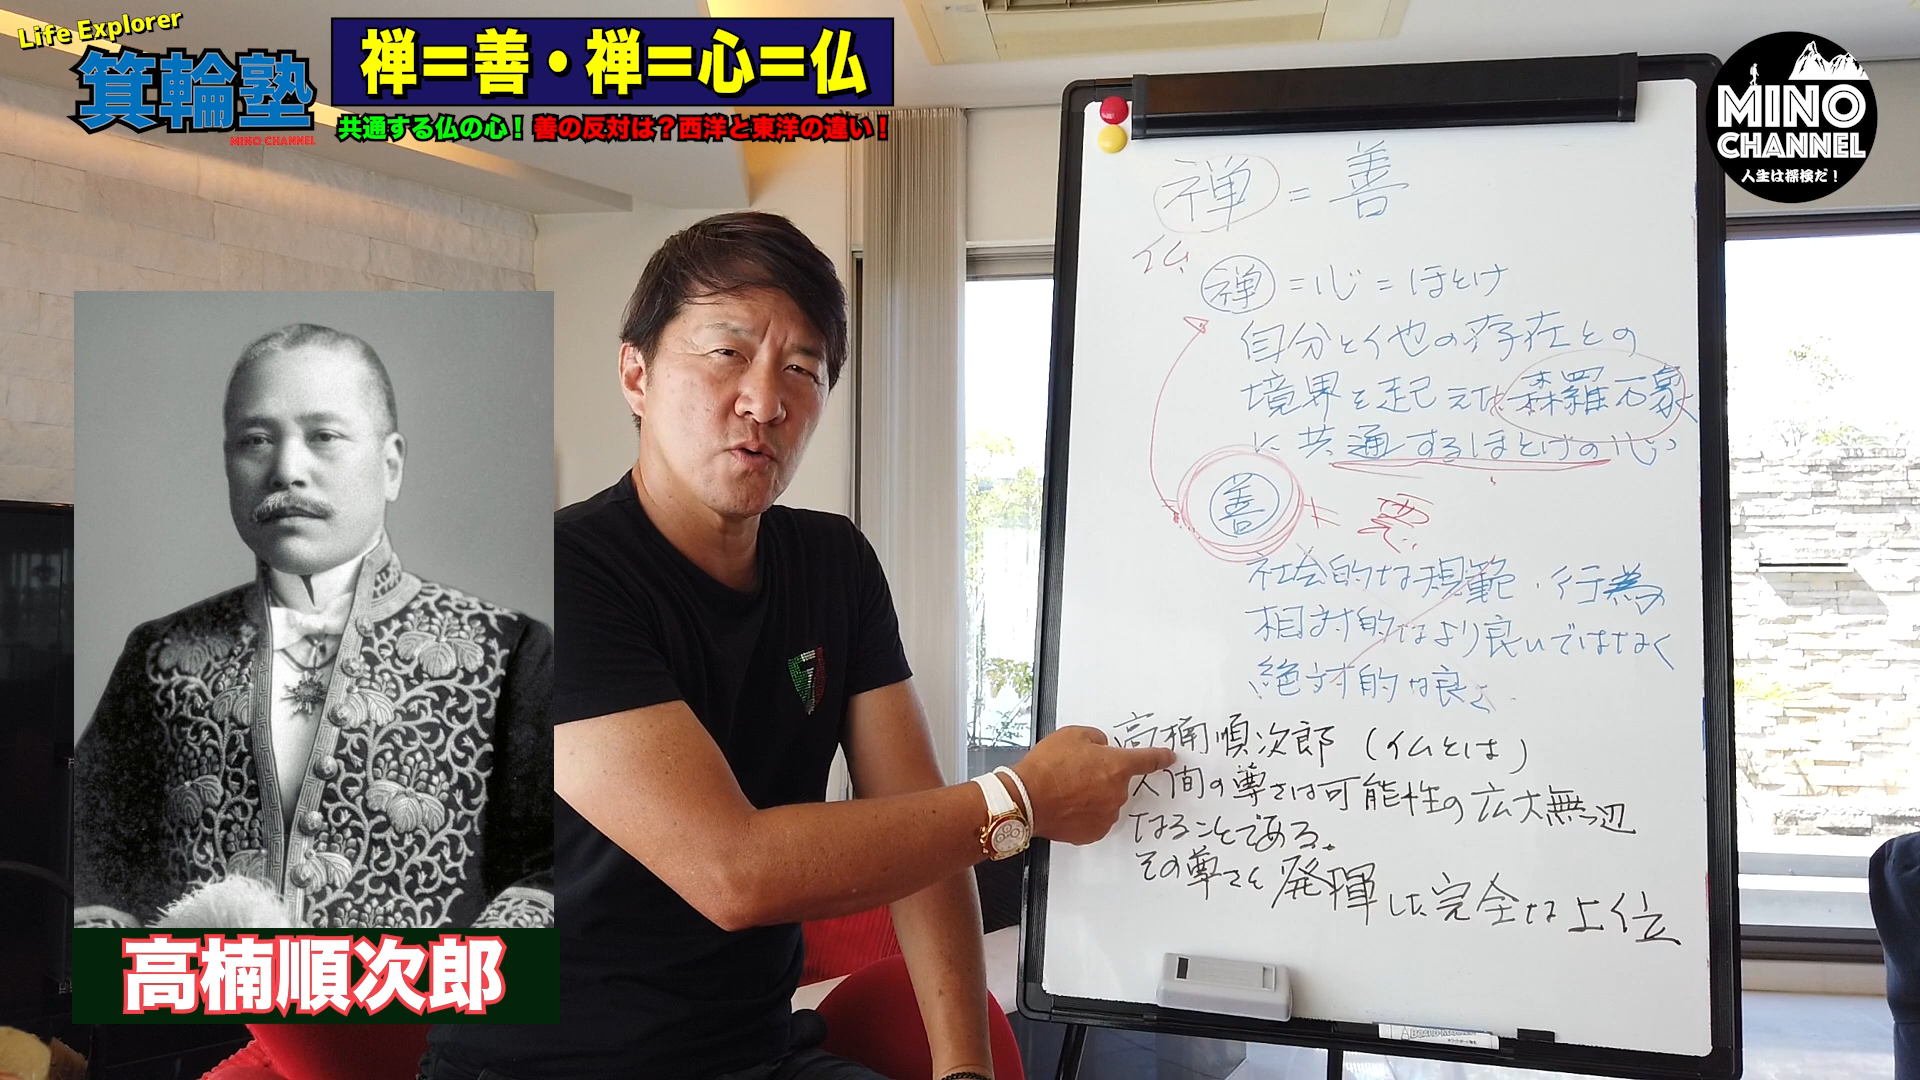 Life Explorer
箕輪塾
MINO CHANNEL
禅＝善・禅＝心＝仏
共通する仏の心！善の反対は？西洋と東洋の違い！
MINO
CHANNEL
人生は探検だ！
禅 = 善
仏
禅 = 心 = ほとけ
自分と他の存在との
境界を超えた森羅万象
に共通するほとけの心
善 悪
社会的な規範・行為
相対的なより良いではなく
絶対的な良さ
高楠順次郎（仏とは）
人間の尊さは可能性の広大無辺
なることである。
その尊さを発揮した完全な上位
高楠順次郎